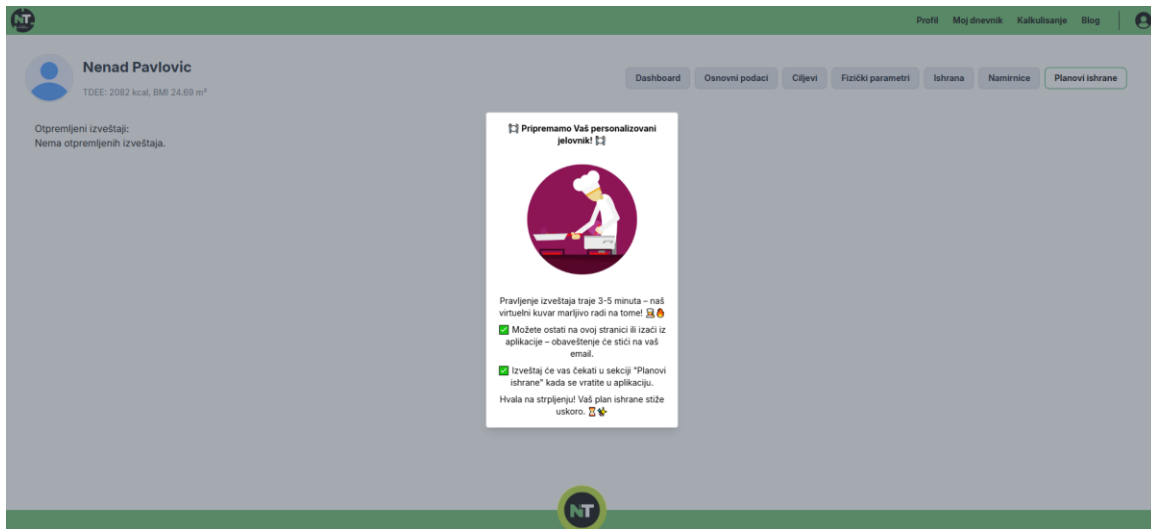 NT
Profil Moj dnevnik Kalkulisanje Blog
Nenad Pavlovic
TDEE: 2082 kcal, BMI 24.69 m²
Dashboard Osnovni podaci Ciljevi Fizički parametri Ishrana Namirnice Planovi ishrane
Otpremljeni izveštaji:
Nema otpremljenih izveštaja.
Pripremamo Vaš personalizovani
jelovnik!
Pravljenje izveštaja traje 3-5 minuta – naš
virtuelni kuvar marljivo radi na tome!
✅ Možete ostati na ovoj stranici ili izaći iz
aplikacije – obaveštenje će stići na vaš
email.
✅ Izveštaj će vas čekati u sekciji "Planovi
ishrane" kada se vratite u aplikaciju.
Hvala na strpljenju! Vaš plan ishrane stiže
uskoro.
NT